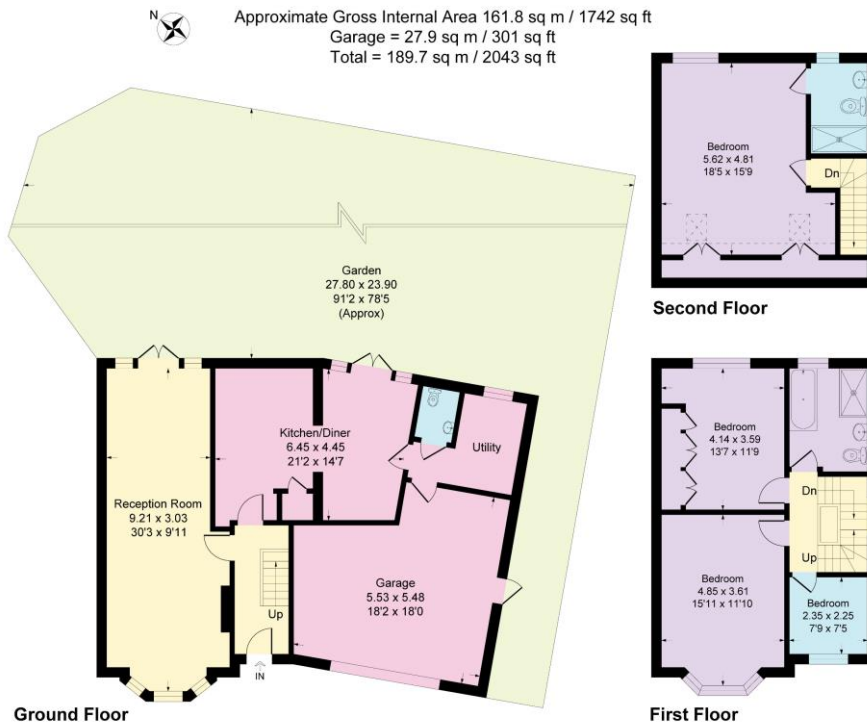 N
Approximate Gross Internal Area 161.8 sq m / 1742 sq ft
Garage = 27.9 sq m / 301 sq ft
Total = 189.7 sq m / 2043 sq ft
Bedroom
5.62 x 4.81
18'5 x 15'9
Dn
Second Floor
Garden
27.80 x 23.90
91'2 x 78'5
(Approx)
Kitchen/Diner
6.45 x 4.45
21'2 x 14'7
Utility
Reception Room
9.21 x 3.03
30'3 x 9'11
Garage
5.53 x 5.48
18'2 x 18'0
Up
IN
Ground Floor
Bedroom
4.14 x 3.59
13'7 x 11'9
Dn
Up
Bedroom
4.85 x 3.61
15'11 x 11'10
Bedroom
2.35 x 2.25
7'9 x 7'5
First Floor